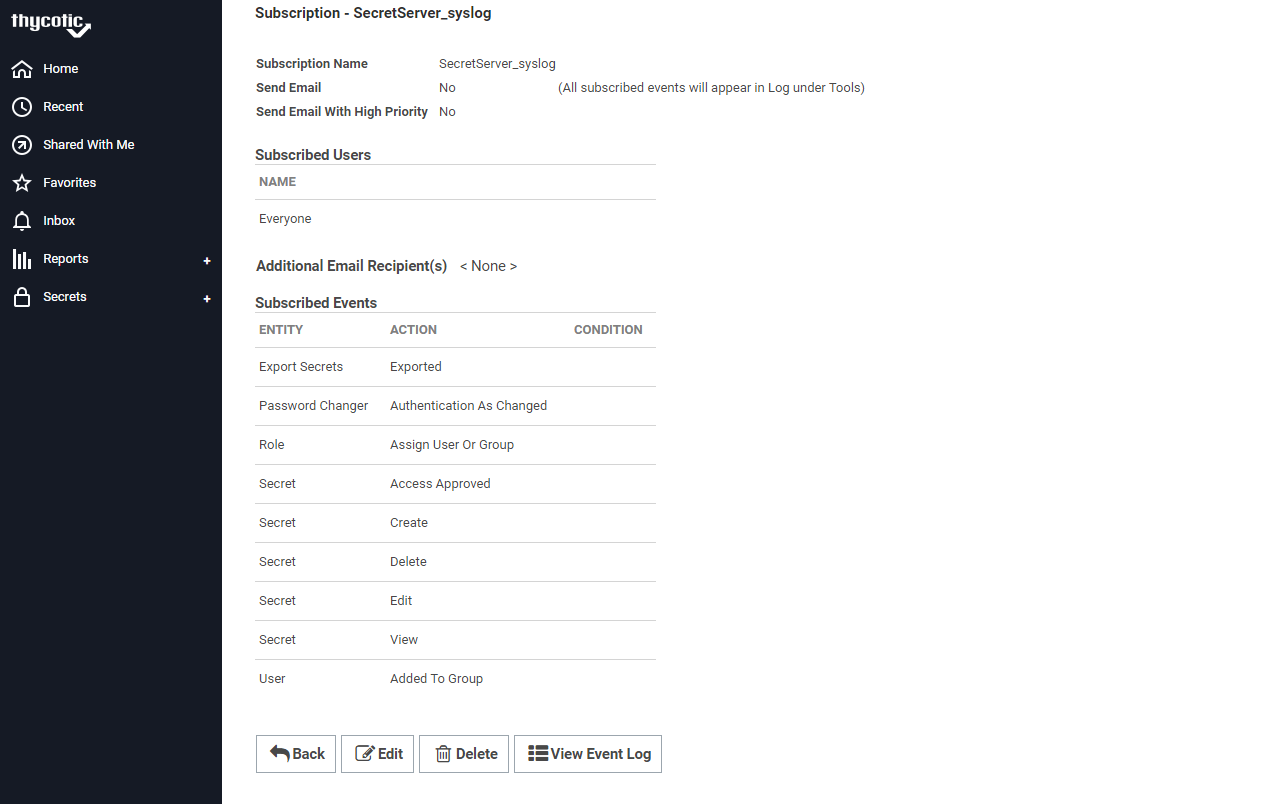 thycotic
Home
Recent
Shared With Me
Favorites
Inbox
Reports +
Secrets +
Subscription - SecretServer_syslog
Subscription Name SecretServer_syslog
Send Email No (All subscribed events will appear in Log under Tools)
Send Email With High Priority No
Subscribed Users
NAME
Everyone
Additional Email Recipient(s) < None >
Subscribed Events
ENTITY ACTION CONDITION
Export Secrets Exported
Password Changer Authentication As Changed
Role Assign User Or Group
Secret Access Approved
Secret Create
Secret Delete
Secret Edit
Secret View
User Added To Group
Back Edit Delete View Event Log